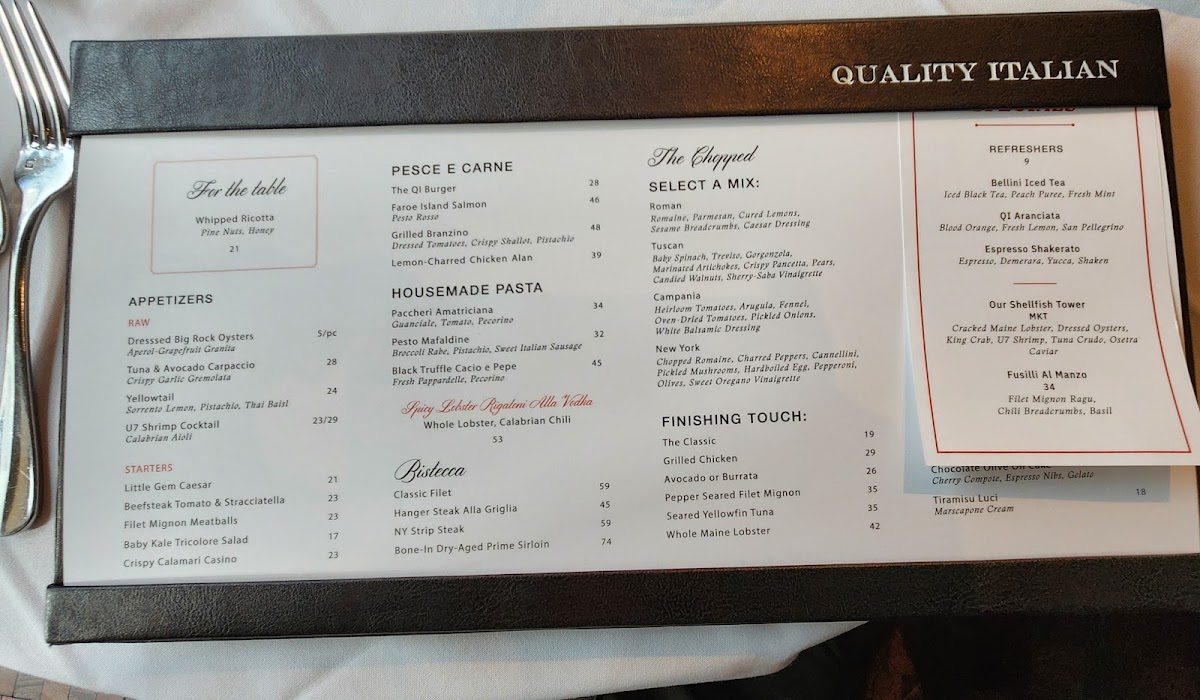 QUALITY ITALIAN
For the table
Whipped Ricotta
Pine Nuts, Honey
21
APPETIZERS
RAW
Dresssed Big Rock Oysters 5/pc
Aperol-Grapefruit Granita
Tuna & Avocado Carpaccio 28
Crispy Garlic Gremolata
Yellowtail 24
Sorrento Lemon, Pistachio, Thai Baisl
U7 Shrimp Cocktail 23/29
Calabrian Aioli
STARTERS
Little Gem Caesar 21
Beefsteak Tomato & Stracciatella 23
Filet Mignon Meatballs 23
Baby Kale Tricolore Salad 17
Crispy Calamari Casino 23
PESCE E CARNE
The QI Burger 28
Faroe Island Salmon 46
Pesto Rosso
Grilled Branzino 48
Dressed Tomatoes, Crispy Shallot, Pistachio
Lemon-Charred Chicken Alan 39
HOUSEMADE PASTA
Paccheri Amatriciana 34
Guanciale, Tomato, Pecorino
Pesto Mafaldine 32
Broccoli Rabe, Pistachio, Sweet Italian Sausage
Black Truffle Cacio e Pepe 45
Fresh Pappardelle, Pecorino
Spicy Lobster Rigatoni Alla Vodka
Whole Lobster, Calabrian Chili
53
Bistecca
Classic Filet 59
Hanger Steak Alla Griglia 45
NY Strip Steak 59
Bone-In Dry-Aged Prime Sirloin 74
The Chopped
SELECT A MIX:
Roman
Romaine, Parmesan, Cured Lemons,
Sesame Breadcrumbs, Caesar Dressing
Tuscan
Baby Spinach, Treviso, Gorgonzola,
Marinated Artichokes, Crispy Pancetta, Pears,
Candied Walnuts, Sherry-Saba Vinaigrette
Campania
Heirloom Tomatoes, Arugula, Fennel,
Oven-Dried Tomatoes, Pickled Onions,
White Balsamic Dressing
New York
Chopped Romaine, Charred Peppers, Cannellini,
Pickled Mushrooms, Hardboiled Egg, Pepperoni,
Olives, Sweet Oregano Vinaigrette
FINISHING TOUCH:
The Classic 19
Grilled Chicken 29
Avocado or Burrata 26
Pepper Seared Filet Mignon 35
Seared Yellowfin Tuna 35
Whole Maine Lobster 42
REFRESHERS
9
Bellini Iced Tea
Iced Black Tea, Peach Puree, Fresh Mint
QI Aranciata
Blood Orange, Fresh Lemon, San Pellegrino
Espresso Shakerato
Espresso, Demerara, Yucca, Shaken
Our Shellfish Tower
MKT
Cracked Maine Lobster, Dressed Oysters,
King Crab, U7 Shrimp, Tuna Crudo, Osetra
Caviar
Fusilli Al Manzo
34
Filet Mignon Ragu,
Chili Breadcrumbs, Basil
Chocolate Olive Oil Cake
Cherry Compote, Espresso Nibs, Gelato
Tiramisu Luci 18
Marscapone Cream